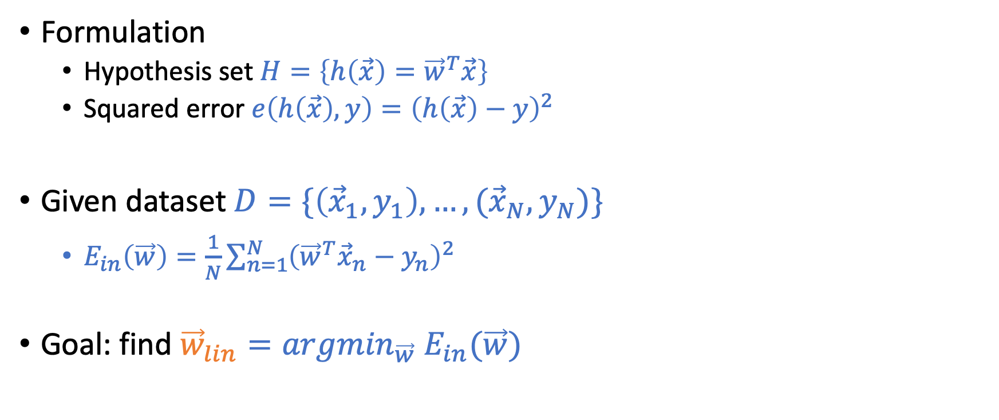 • Formulation
• Hypothesis set $H = \{h(\vec{x}) = \vec{w}^T\vec{x}\}$
• Squared error $e(h(\vec{x}), y) = (h(\vec{x}) - y)^2$
• Given dataset $D = \{(\vec{x}_1, y_1), \ldots, (\vec{x}_N, y_N)\}$
• $E_{in}(\vec{w}) = \frac{1}{N}\sum_{n=1}^{N}(\vec{w}^T\vec{x}_n - y_n)^2$
• Goal: find $\vec{w}_{lin} = argmin_{\vec{w}}\ E_{in}(\vec{w})$